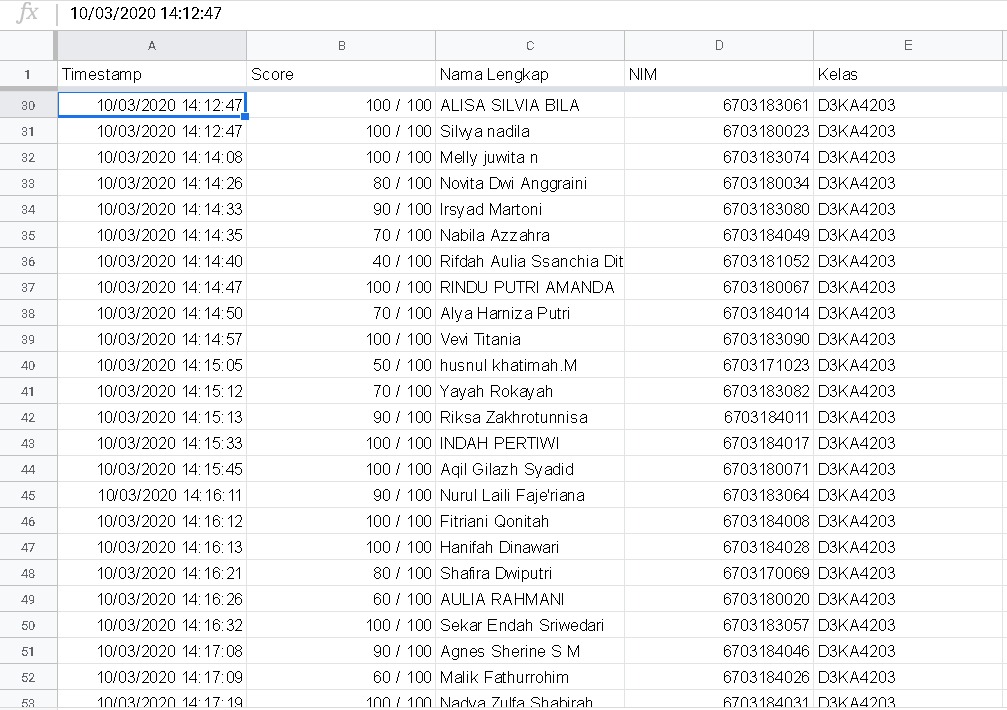 fx 10/03/2020 14:12:47
A B C D E
1 Timestamp Score Nama Lengkap NIM Kelas
30 10/03/2020 14:12:47 100 / 100 ALISA SILVIA BILA 6703183061 D3KA4203
31 10/03/2020 14:12:47 100 / 100 Silvya nadila 6703180023 D3KA4203
32 10/03/2020 14:14:08 100 / 100 Melly juwita n 6703183074 D3KA4203
33 10/03/2020 14:14:26 80 / 100 Novita Dwi Anggraini 6703180034 D3KA4203
34 10/03/2020 14:14:33 90 / 100 Irsyad Martoni 6703183080 D3KA4203
35 10/03/2020 14:14:35 70 / 100 Nabila Azzahra 6703184049 D3KA4203
36 10/03/2020 14:14:40 40 / 100 Rifdah Aulia Ssanchia Dit 6703181052 D3KA4203
37 10/03/2020 14:14:47 100 / 100 RINDU PUTRI AMANDA 6703180067 D3KA4203
38 10/03/2020 14:14:50 70 / 100 Alya Harniza Putri 6703184014 D3KA4203
39 10/03/2020 14:14:57 100 / 100 Vevi Titania 6703183090 D3KA4203
40 10/03/2020 14:15:05 50 / 100 husnul khatimah.M 6703171023 D3KA4203
41 10/03/2020 14:15:12 70 / 100 Yayah Rokayah 6703183082 D3KA4203
42 10/03/2020 14:15:13 90 / 100 Riksa Zakhrotunnisa 6703184011 D3KA4203
43 10/03/2020 14:15:33 100 / 100 INDAH PERTIWI 6703184017 D3KA4203
44 10/03/2020 14:15:45 100 / 100 Aqil Gilazh Syadid 6703180071 D3KA4203
45 10/03/2020 14:16:11 90 / 100 Nurul Laili Faje'riana 6703183064 D3KA4203
46 10/03/2020 14:16:12 100 / 100 Fitriani Qonitah 6703184008 D3KA4203
47 10/03/2020 14:16:13 100 / 100 Hanifah Dinawari 6703184028 D3KA4203
48 10/03/2020 14:16:21 80 / 100 Shafira Dwiputri 6703170069 D3KA4203
49 10/03/2020 14:16:26 60 / 100 AULIA RAHMANI 6703180020 D3KA4203
50 10/03/2020 14:16:32 100 / 100 Sekar Endah Sriwedari 6703183057 D3KA4203
51 10/03/2020 14:17:08 90 / 100 Agnes Sherine S M 6703184046 D3KA4203
52 10/03/2020 14:17:09 60 / 100 Malik Fathurrohim 6703184026 D3KA4203
53 10/03/2020 14:17:19 100 / 100 Nadya Zulfa Shabirah 6703184031 D3KA4203